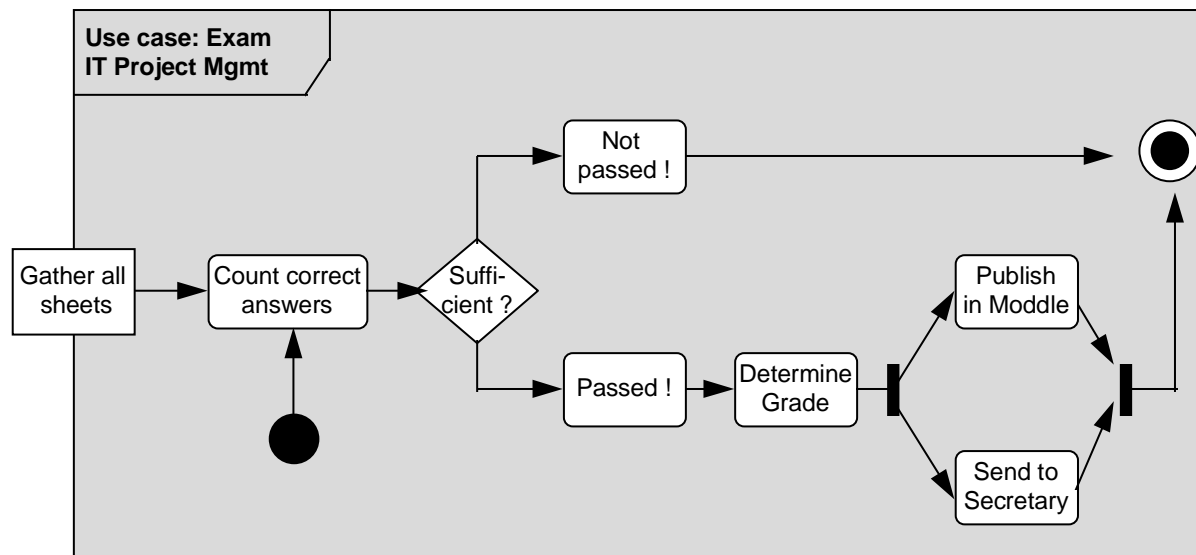 Use case: Exam
IT Project Mgmt
Not
passed !
Gather all
sheets
Count correct
answers
Suffi-
cient ?
Publish
in Moddle
Passed !
Determine
Grade
Send to
Secretary